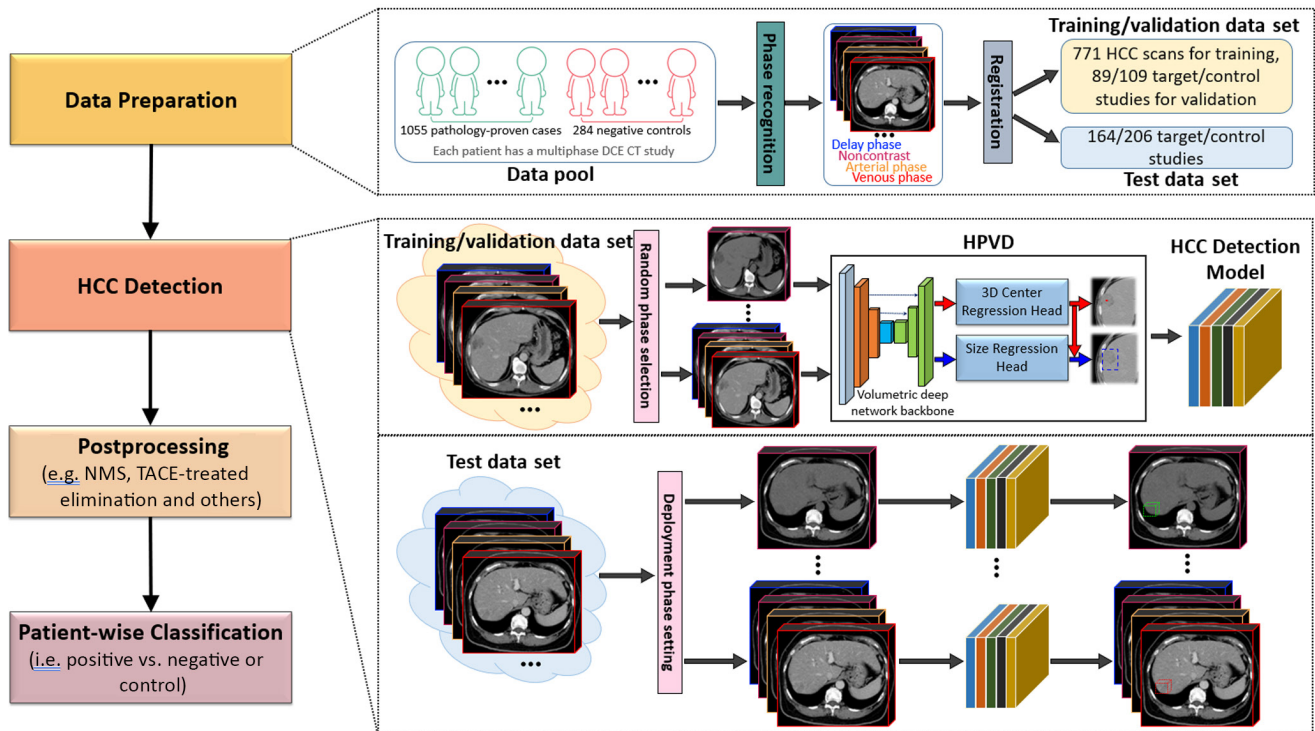 Data Preparation
HCC Detection
Postprocessing
(e.g. NMS, TACE-treated
elimination and others)
Patient-wise Classification
(i.e. positive vs. negative or
control)
1055 pathology-proven cases
284 negative controls
Each patient has a multiphase DCE CT study
Data pool
Phase recognition
Delay phase
Noncontrast
Arterial phase
Venous phase
Registration
Training/validation data set
771 HCC scans for training,
89/109 target/control
studies for validation
164/206 target/control
studies
Test data set
Training/validation data set
Random phase selection
HPVD
Volumetric deep
network backbone
3D Center
Regression Head
Size Regression
Head
HCC Detection
Model
Test data set
Deployment phase setting